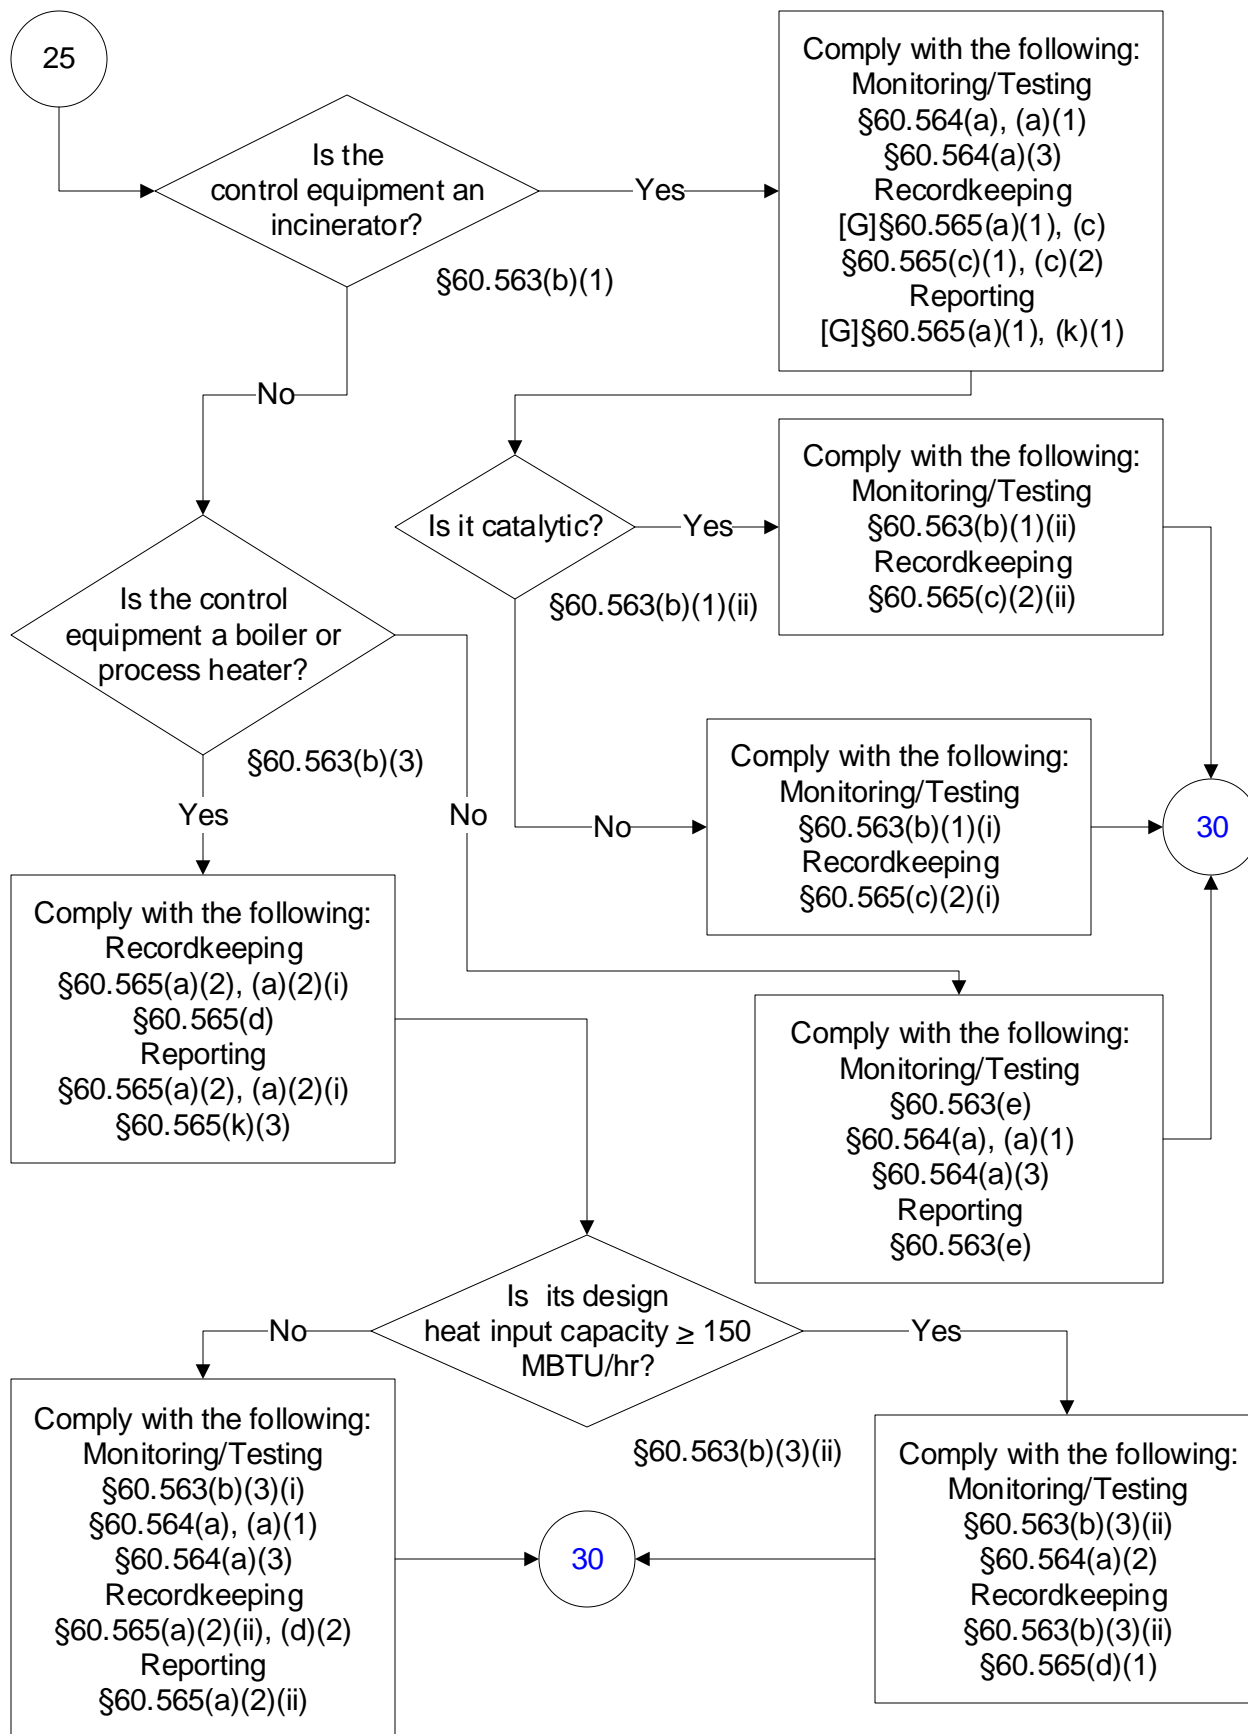 25
Is the
control equipment an
incinerator?
Yes
§60.563(b)(1)
Comply with the following:
Monitoring/Testing
§60.564(a), (a)(1)
§60.564(a)(3)
Recordkeeping
[G]§60.565(a)(1), (c)
§60.565(c)(1), (c)(2)
Reporting
[G]§60.565(a)(1), (k)(1)
No
Is it catalytic?
Yes
§60.563(b)(1)(ii)
Comply with the following:
Monitoring/Testing
§60.563(b)(1)(ii)
Recordkeeping
§60.565(c)(2)(ii)
Is the control
equipment a boiler or
process heater?
§60.563(b)(3)
Yes
No
No
Comply with the following:
Monitoring/Testing
§60.563(b)(1)(i)
Recordkeeping
§60.565(c)(2)(i)
30
Comply with the following:
Recordkeeping
§60.565(a)(2), (a)(2)(i)
§60.565(d)
Reporting
§60.565(a)(2), (a)(2)(i)
§60.565(k)(3)
Comply with the following:
Monitoring/Testing
§60.563(e)
§60.564(a), (a)(1)
§60.564(a)(3)
Reporting
§60.563(e)
Is its design
heat input capacity ≥ 150
MBTU/hr?
No
Yes
§60.563(b)(3)(ii)
Comply with the following:
Monitoring/Testing
§60.563(b)(3)(i)
§60.564(a), (a)(1)
§60.564(a)(3)
Recordkeeping
§60.565(a)(2)(ii), (d)(2)
Reporting
§60.565(a)(2)(ii)
30
Comply with the following:
Monitoring/Testing
§60.563(b)(3)(ii)
§60.564(a)(2)
Recordkeeping
§60.563(b)(3)(ii)
§60.565(d)(1)